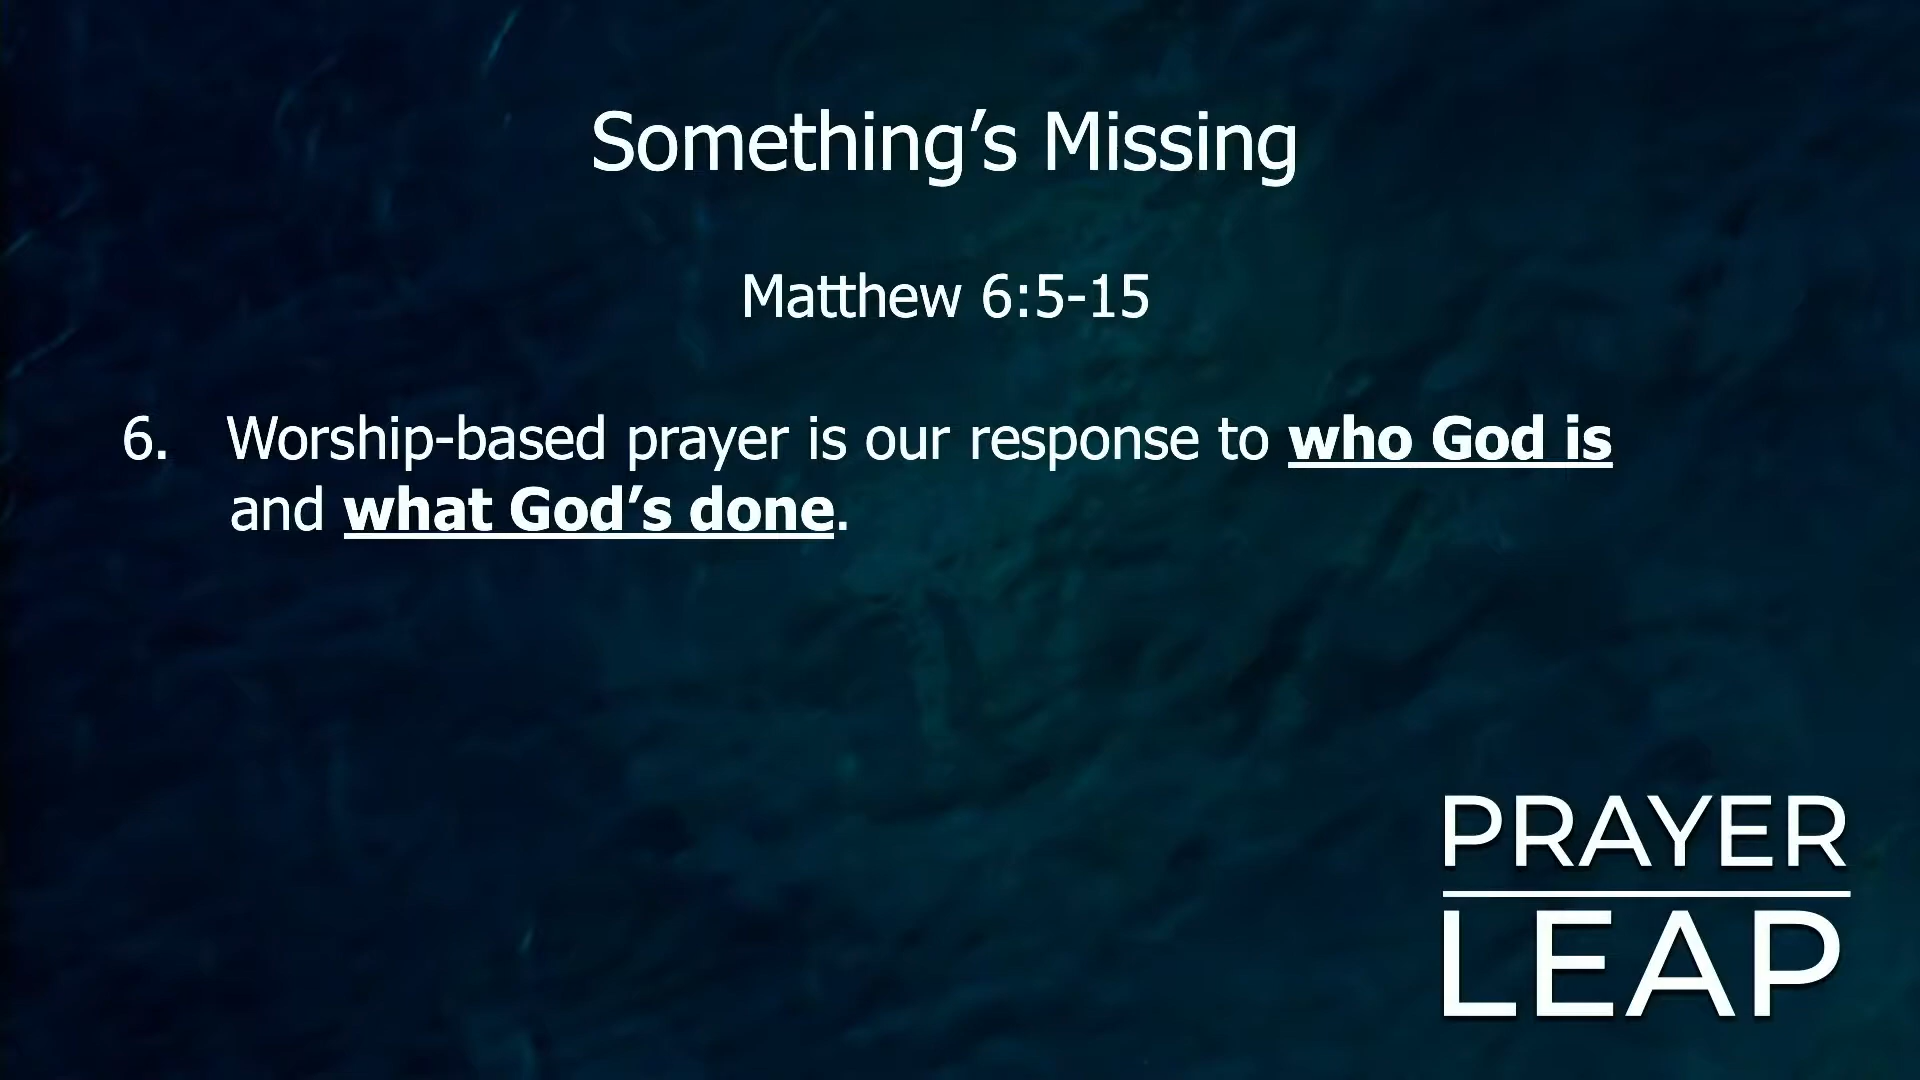 Something’s Missing
Matthew 6:5-15
6. Worship-based prayer is our response to who God is
and what God’s done.
PRAYER
LEAP